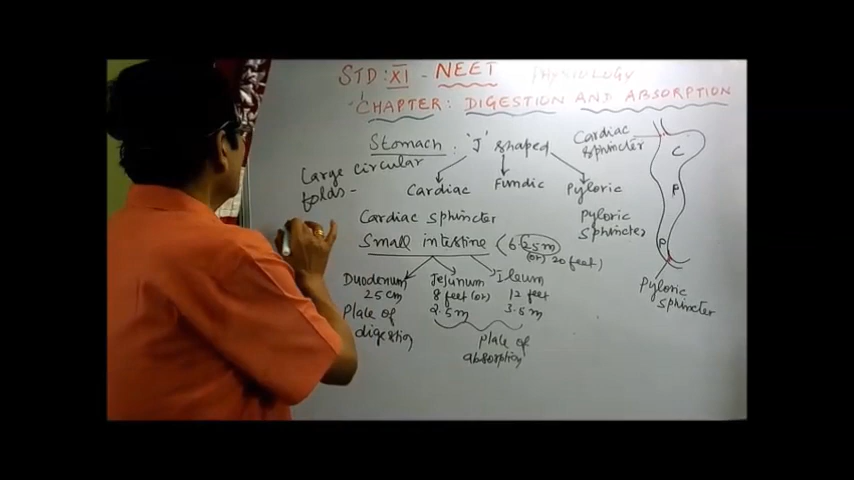 STD: XI - NEET PHYSIOLOGY
CHAPTER: DIGESTION AND ABSORPTION
Stomach : 'J' shaped
Large circular
folds -
Cardiac Fundic Pyloric
Cardiac sphincter
Pyloric
sphincter
Small intestine (6.25m
(or) 20 feet)
Duodenum Jejunum Ileum
25 cm 8 feet (or) 12 feet
2.5 m 3.5 m
Place of
digestion
Place of
absorption
Cardiac
sphincter
C
P
P
Pyloric
sphincter